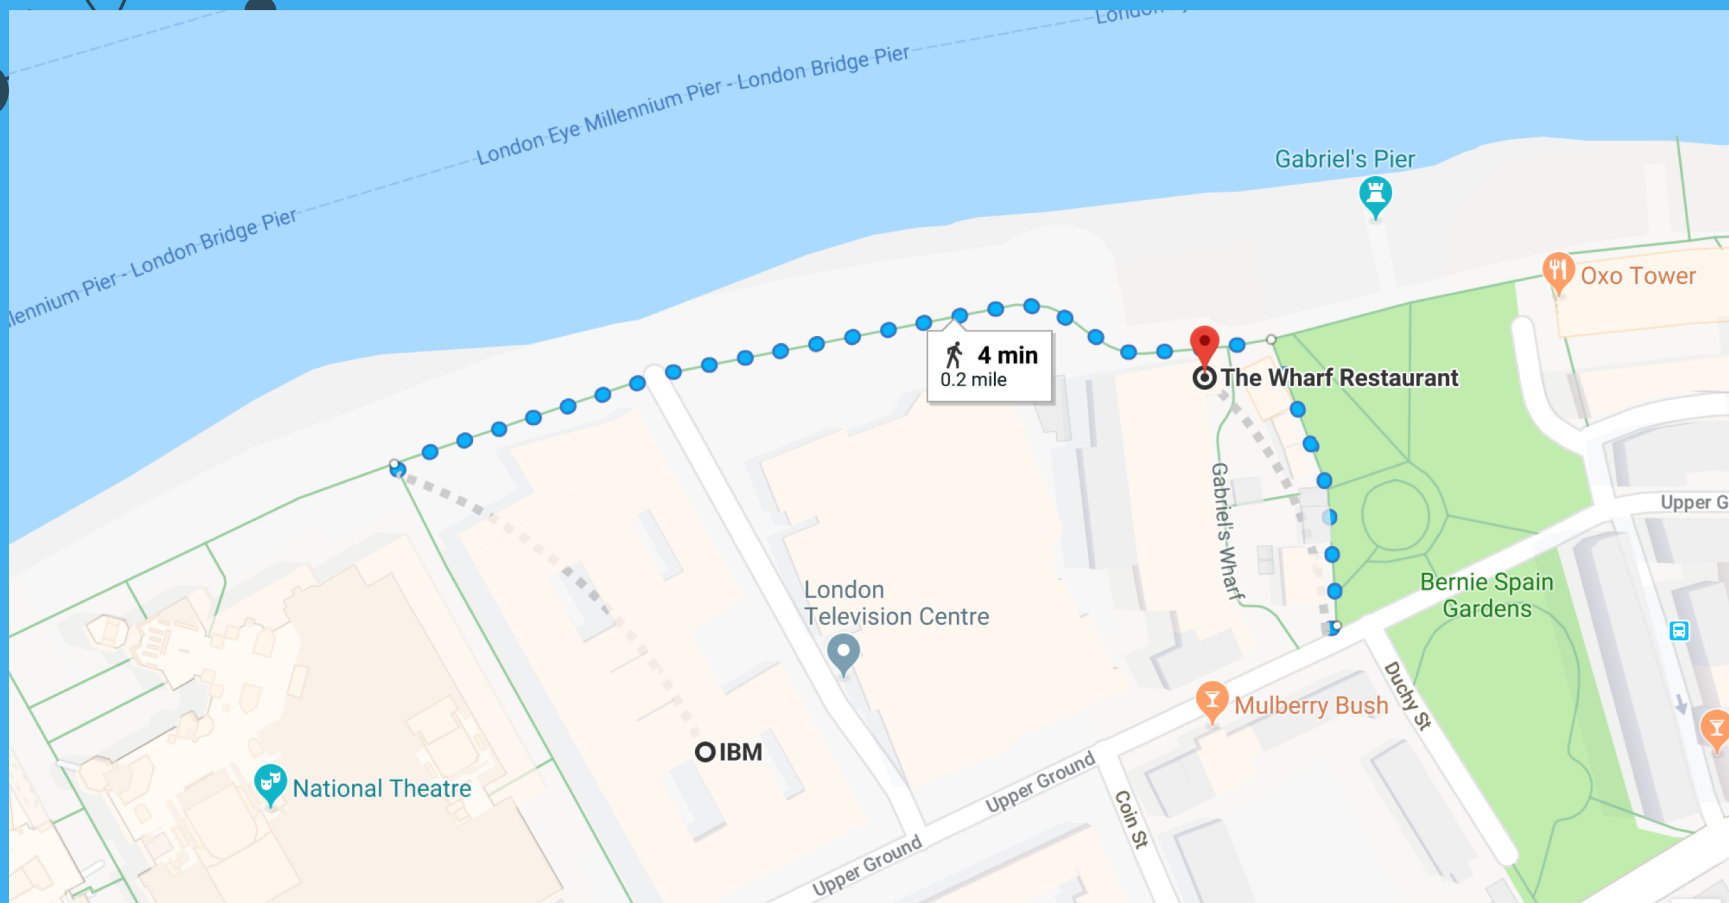 London Eye Millennium Pier - London Bridge Pier
Pier - London Bridge Pier
Gabriel's Pier
Oxo Tower
4 min
0.2 mile
The Wharf Restaurant
Gabriel's Wharf
Upper G
London
Television Centre
Bernie Spain
Gardens
Duchy St
Mulberry Bush
IBM
National Theatre
Upper Ground
Coin St
Upper Ground